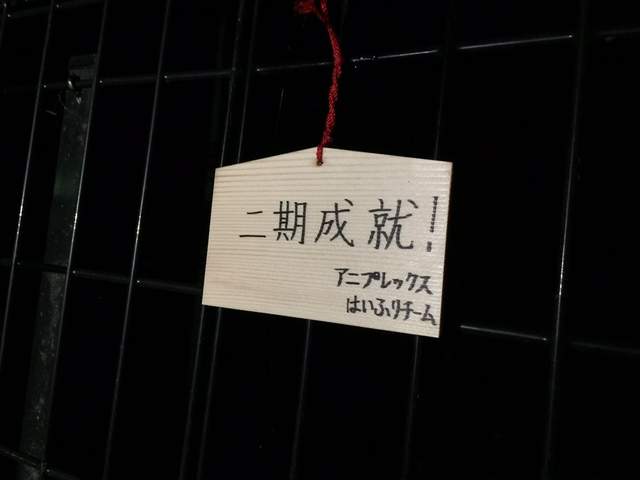 二期成就!
アニプレックス
はいふりチーム